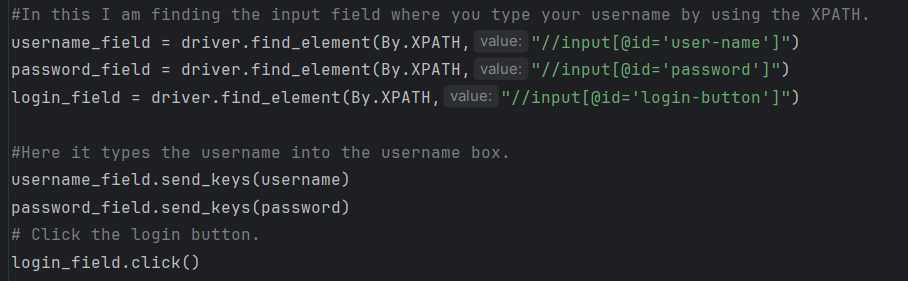 #In this I am finding the input field where you type your username by using the XPATH.
username_field = driver.find_element(By.XPATH, value: "//input[@id='user-name']")
password_field = driver.find_element(By.XPATH, value: "//input[@id='password']")
login_field = driver.find_element(By.XPATH, value: "//input[@id='login-button']")
#Here it types the username into the username box.
username_field.send_keys(username)
password_field.send_keys(password)
# Click the login button.
login_field.click()